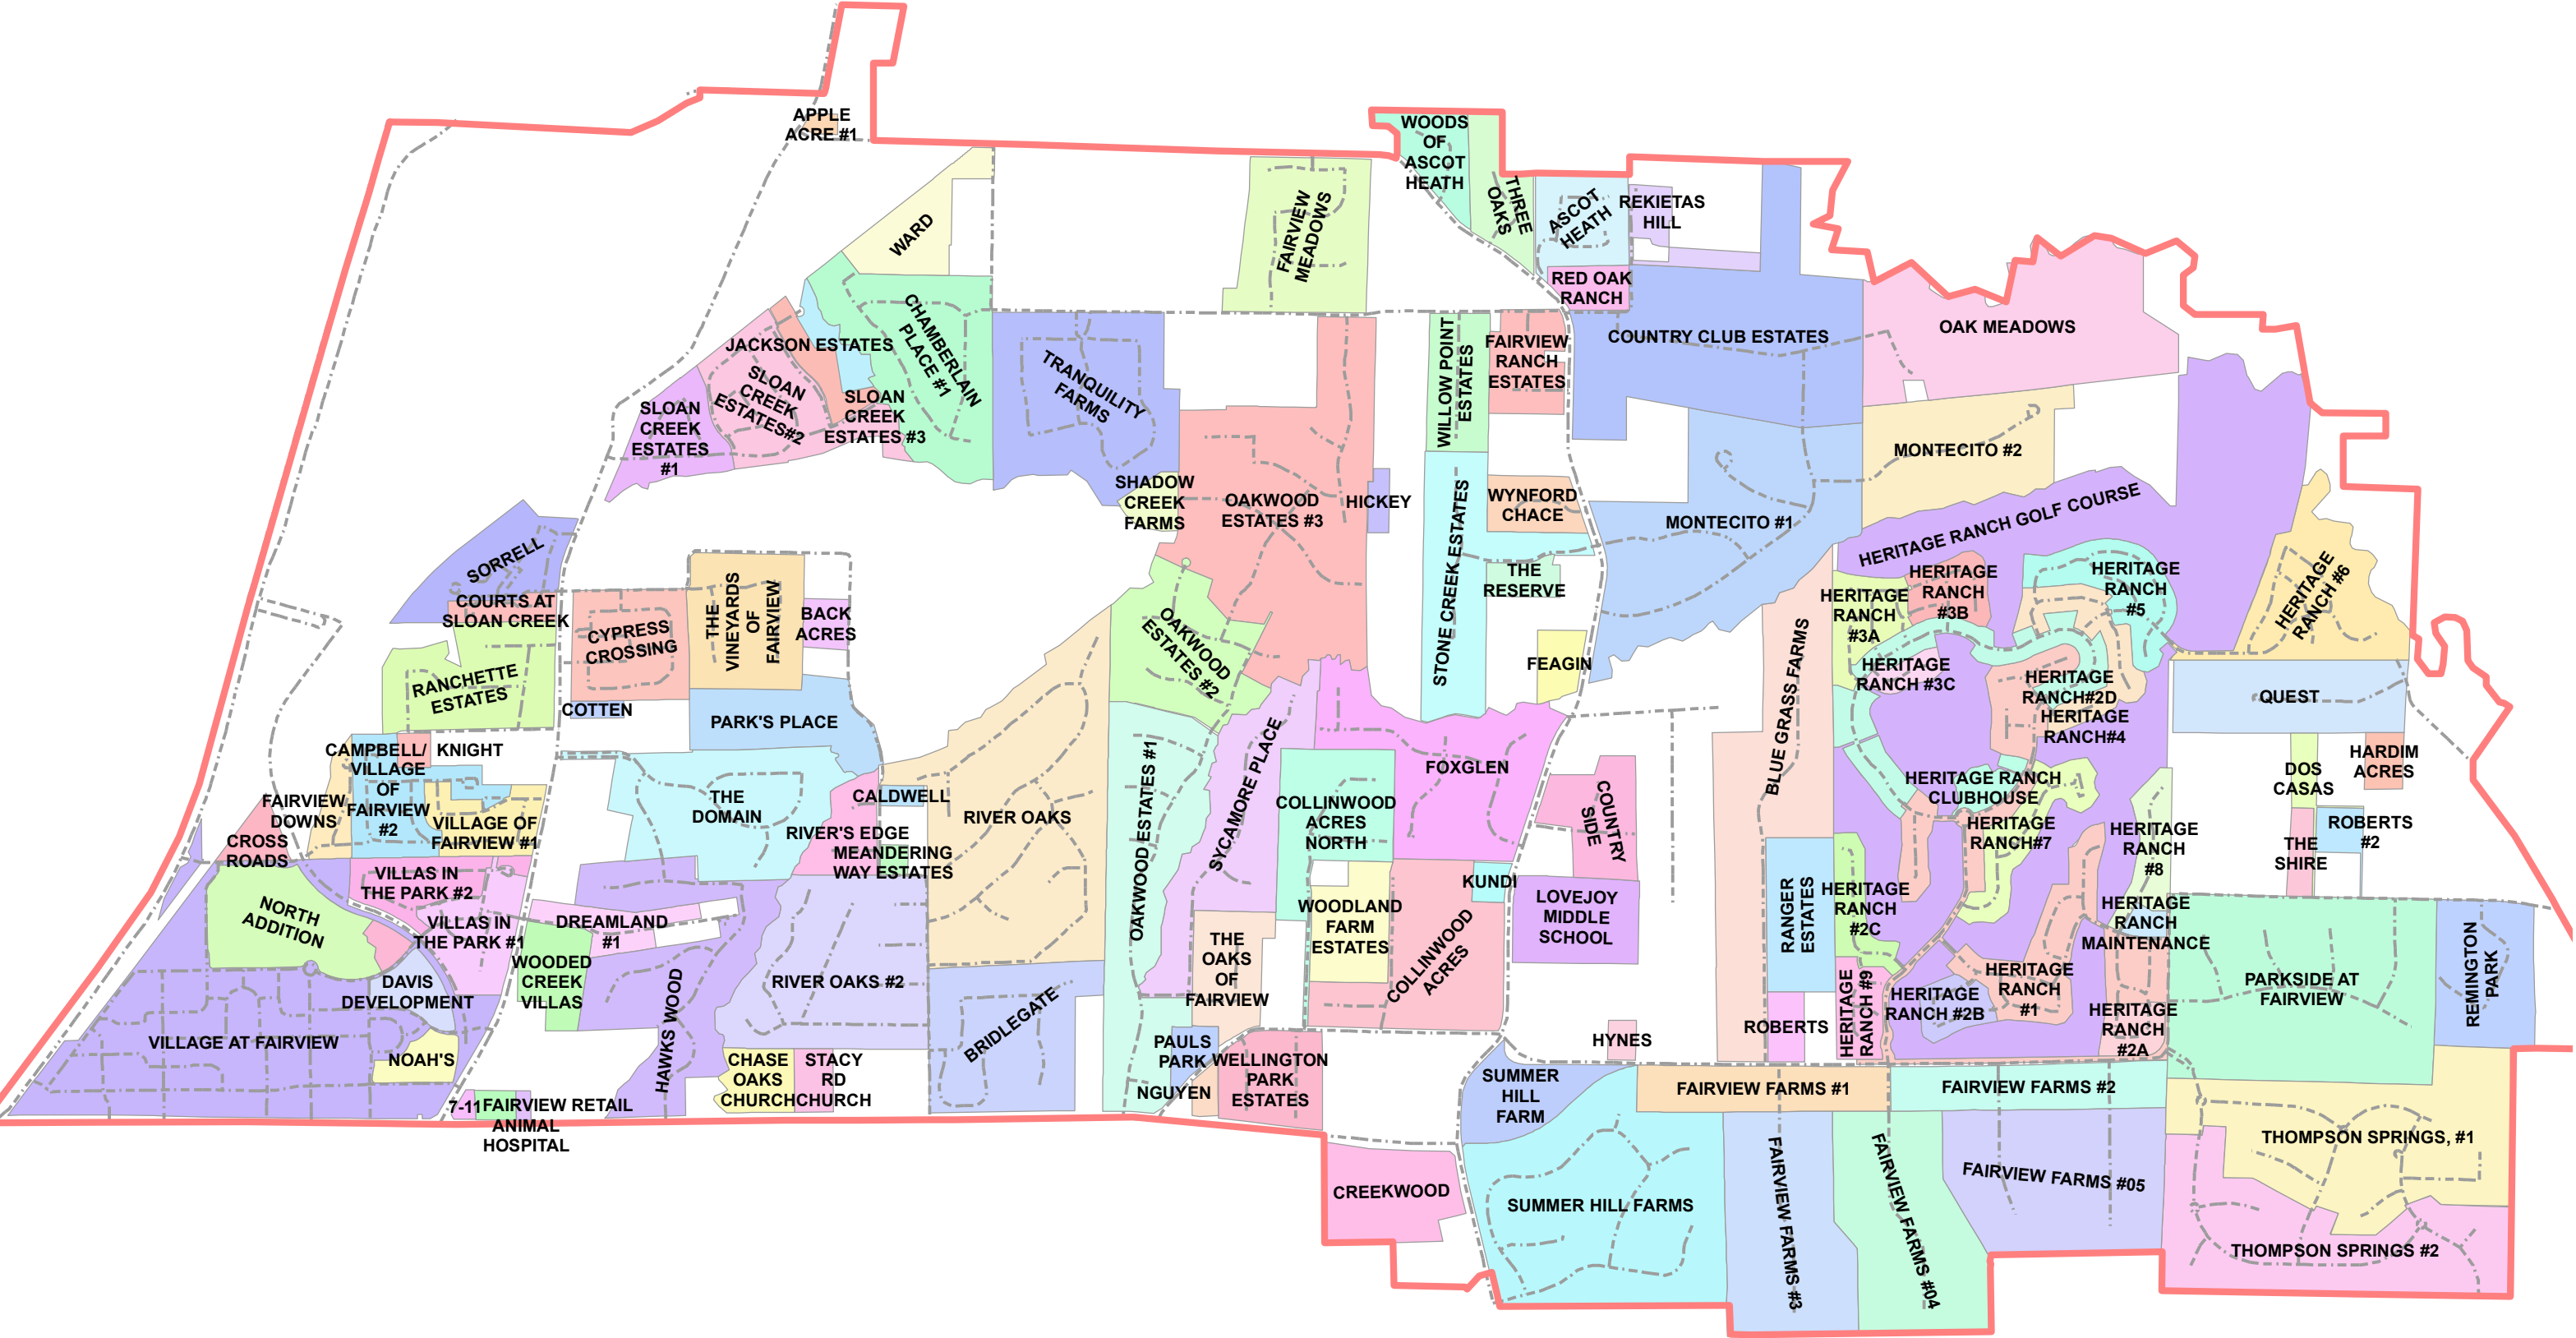 APPLE
ACRE #1
WOODS
OF
ASCOT
HEATH
THREE
OAKS
ASCOT
HEATH
REKIETAS
HILL
WARD
FAIRVIEW
MEADOWS
RED OAK
RANCH
COUNTRY CLUB ESTATES
OAK MEADOWS
JACKSON ESTATES
CHAMBERLAIN
PLACE #1
TRANQUILITY
FARMS
WILLOW POINT
ESTATES
FAIRVIEW
RANCH
ESTATES
SLOAN
CREEK
ESTATES#2
SLOAN
CREEK
ESTATES #3
SLOAN
CREEK
ESTATES
#1
MONTECITO #2
SHADOW
CREEK
FARMS
OAKWOOD
ESTATES #3
HICKEY
STONE CREEK ESTATES
WYNFORD
CHACE
MONTECITO #1
HERITAGE RANCH GOLF COURSE
SORRELL
COURTS AT
SLOAN CREEK
CYPRESS
CROSSING
THE
VINEYARDS
OF
FAIRVIEW
BACK
ACRES
OAKWOOD
ESTATES #2
THE
RESERVE
HERITAGE
RANCH
#3A
HERITAGE
RANCH
#3B
HERITAGE
RANCH
#5
HERITAGE
RANCH #6
RANCHETTE
ESTATES
FEAGIN
BLUE GRASS FARMS
HERITAGE
RANCH #3C
HERITAGE
RANCH#2D
HERITAGE
RANCH#4
QUEST
COTTEN
PARK'S PLACE
CAMPBELL/
VILLAGE
OF
FAIRVIEW
#2
KNIGHT
FAIRVIEW
DOWNS
VILLAGE OF
FAIRVIEW #1
CROSS
ROADS
THE
DOMAIN
CALDWELL
RIVER'S EDGE
MEANDERING
WAY ESTATES
RIVER OAKS
OAKWOOD ESTATES #1
SYCAMORE PLACE
COLLINWOOD
ACRES
NORTH
FOXGLEN
COUNTRY
SIDE
HERITAGE RANCH
CLUBHOUSE
HERITAGE
RANCH#7
HERITAGE
RANCH
#8
DOS
CASAS
HARDIM
ACRES
ROBERTS
#2
THE
SHIRE
VILLAS IN
THE PARK #2
NORTH
ADDITION
VILLAS IN
THE PARK #1
DREAMLAND
#1
WOODED
CREEK
VILLAS
KUNDI
WOODLAND
FARM
ESTATES
COLLINWOOD
ACRES
LOVEJOY
MIDDLE
SCHOOL
RANGER
ESTATES
HERITAGE
RANCH
#2C
HERITAGE
RANCH
MAINTENANCE
REMINGTON
PARK
PARKSIDE AT
FAIRVIEW
THE
OAKS
OF
FAIRVIEW
DAVIS
DEVELOPMENT
RIVER OAKS #2
HAWKS WOOD
BRIDLEGATE
HERITAGE
RANCH #9
HERITAGE
RANCH #2B
HERITAGE
RANCH
#1
HERITAGE
RANCH
#2A
VILLAGE AT FAIRVIEW
NOAH'S
PAULS
PARK
NGUYEN
WELLINGTON
PARK
ESTATES
HYNES
ROBERTS
CHASE
OAKS
CHURCH
STACY
RD
CHURCH
7-11
FAIRVIEW RETAIL
ANIMAL
HOSPITAL
SUMMER
HILL
FARM
FAIRVIEW FARMS #1
FAIRVIEW FARMS #2
THOMPSON SPRINGS, #1
CREEKWOOD
SUMMER HILL FARMS
FAIRVIEW FARMS #3
FAIRVIEW FARMS #04
FAIRVIEW FARMS #05
THOMPSON SPRINGS #2